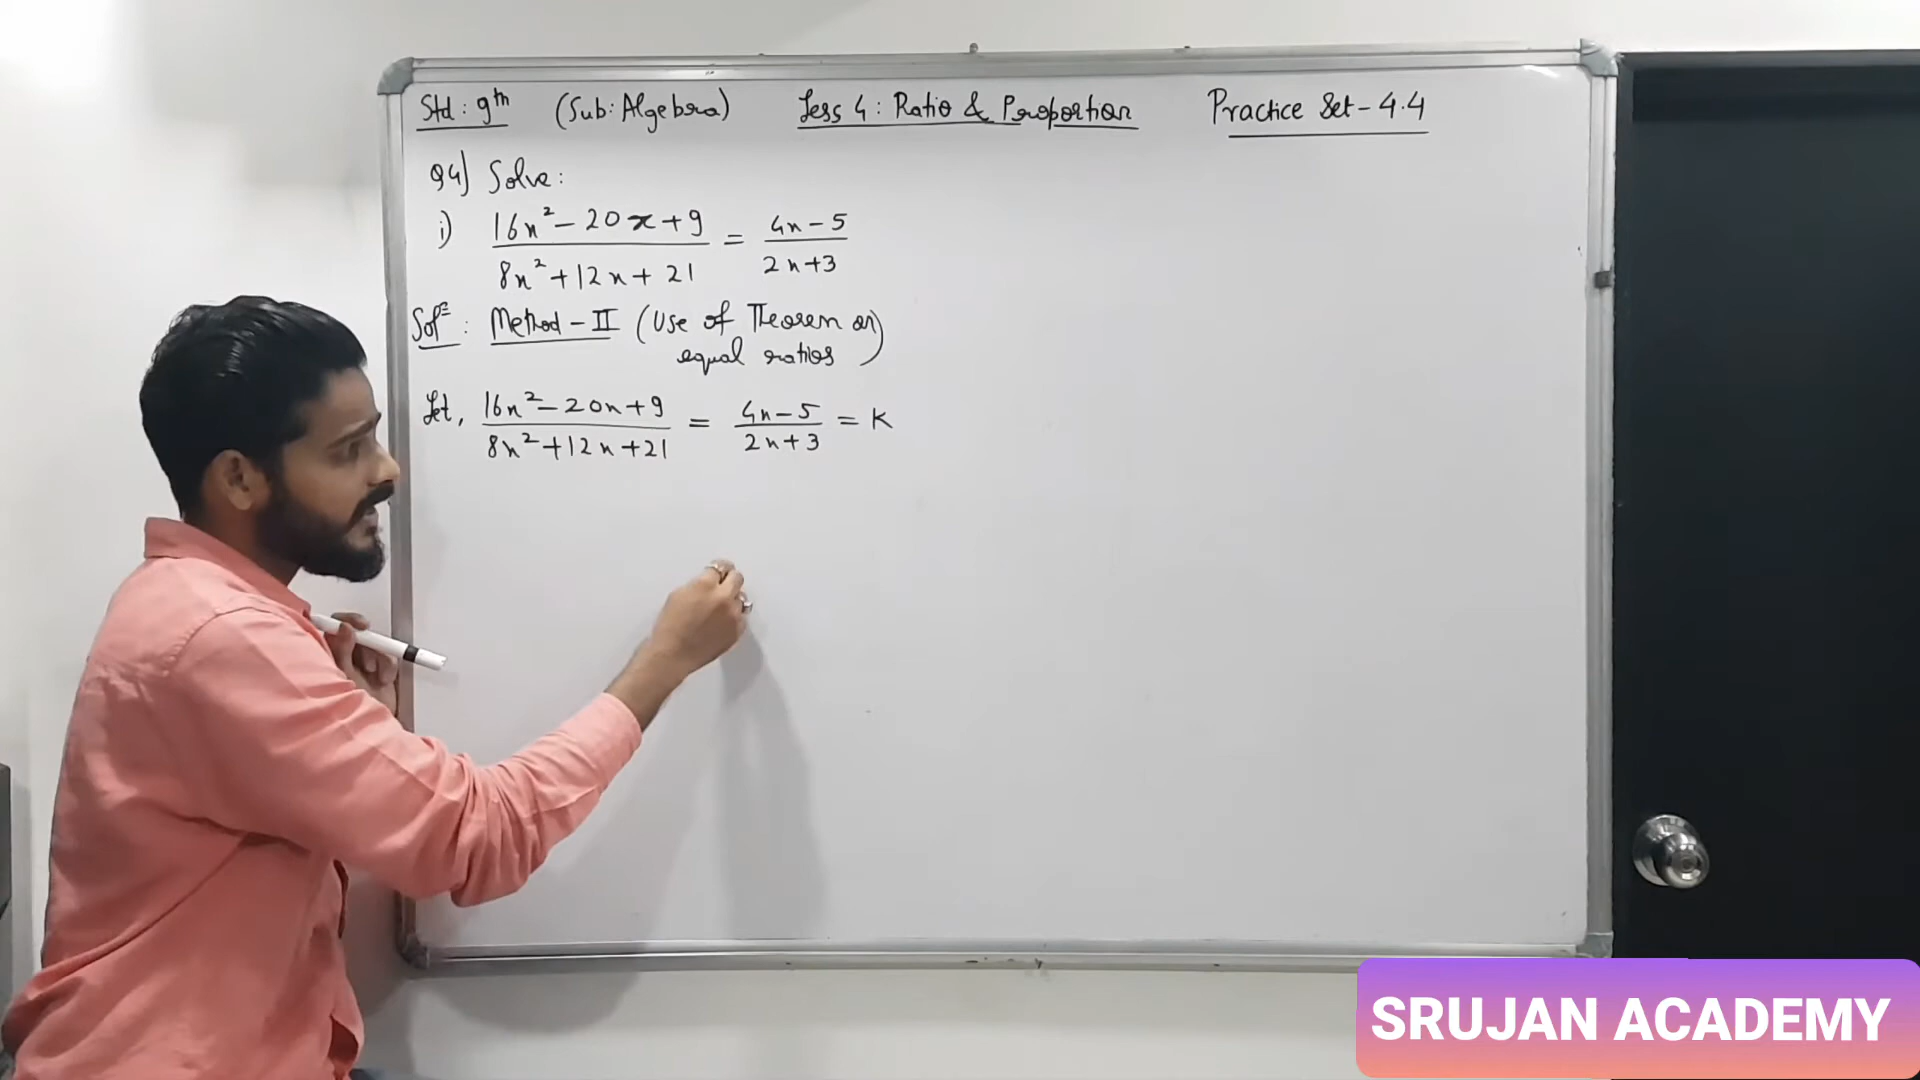 Std: 9th (Sub: Algebra) Less 4: Ratio & Proportion Practice Set - 4.4
Q4) Solve:
i) 16x² - 20x + 9 / 8x² + 12x + 21 = 4x - 5 / 2x + 3
Solⁿ: Method - II (Use of Theorem on
equal ratios)
Let, 16x² - 20x + 9 / 8x² + 12x + 21 = 4x - 5 / 2x + 3 = K
SRUJAN ACADEMY